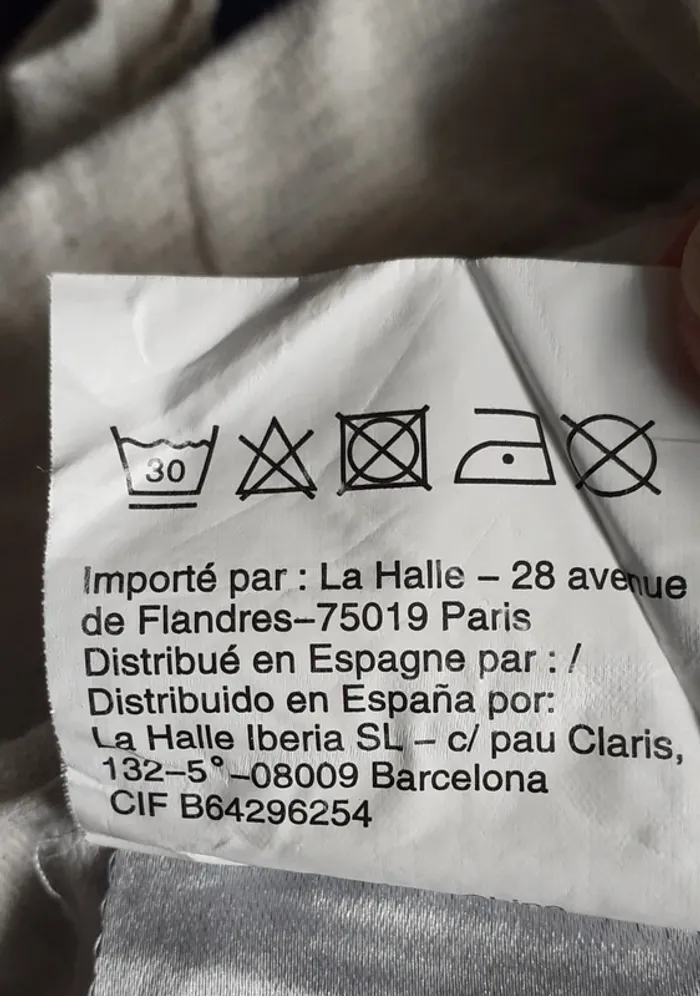 30
Importé par : La Halle – 28 avenue
de Flandres–75019 Paris
Distribué en Espagne par : /
Distribuido en España por:
La Halle Iberia SL – c/ pau Claris,
132–5°–08009 Barcelona
CIF B64296254